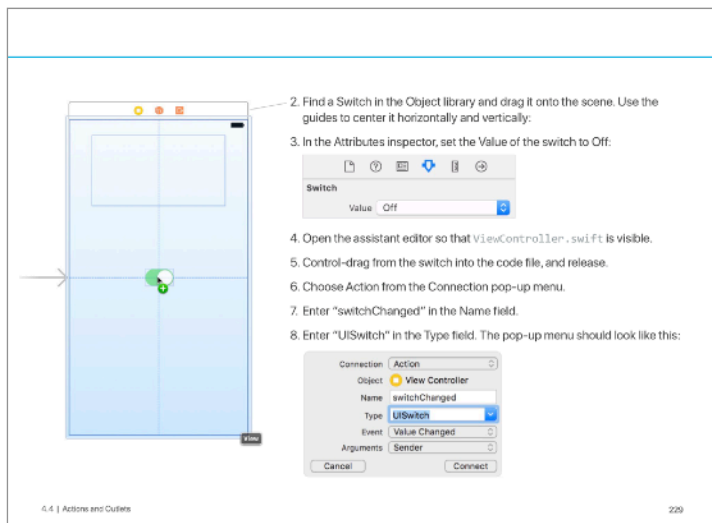 2. Find a Switch in the Object library and drag it onto the scene. Use the
guides to center it horizontally and vertically:
3. In the Attributes inspector, set the Value of the switch to Off:
Switch
Value Off
4. Open the assistant editor so that ViewController.swift is visible.
5. Control-drag from the switch into the code file, and release.
6. Choose Action from the Connection pop-up menu.
7. Enter "switchChanged" in the Name field.
8. Enter "UISwitch" in the Type field. The pop-up menu should look like this:
Connection Action
Object View Controller
Name switchChanged
Type UISwitch
Event Value Changed
Arguments Sender
Cancel Connect
View
4.4 | Actions and Outlets 229